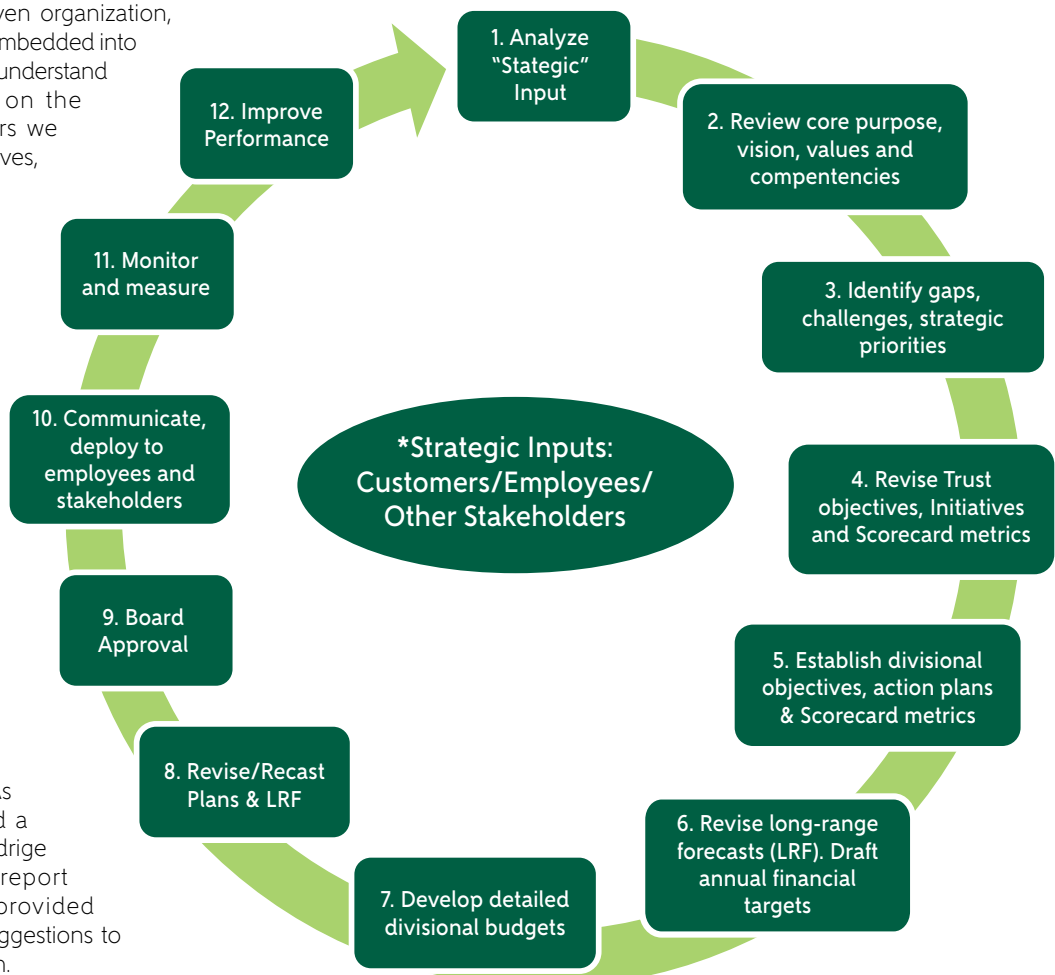 ven organization,
mbedded into
understand
on the
rs we
ves,
1. Analyze
“Stategic”
Input
2. Review core purpose,
vision, values and
compentencies
3. Identify gaps,
challenges, strategic
priorities
4. Revise Trust
objectives, Initiatives
and Scorecard metrics
5. Establish divisional
objectives, action plans
& Scorecard metrics
6. Revise long-range
forecasts (LRF). Draft
annual financial
targets
7. Develop detailed
divisional budgets
8. Revise/Recast
Plans & LRF
9. Board
Approval
10. Communicate,
deploy to
employees and
stakeholders
11. Monitor
and measure
12. Improve
Performance
*Strategic Inputs:
Customers/Employees/
Other Stakeholders
As
d a
drige
report
provided
ggestions to
n.